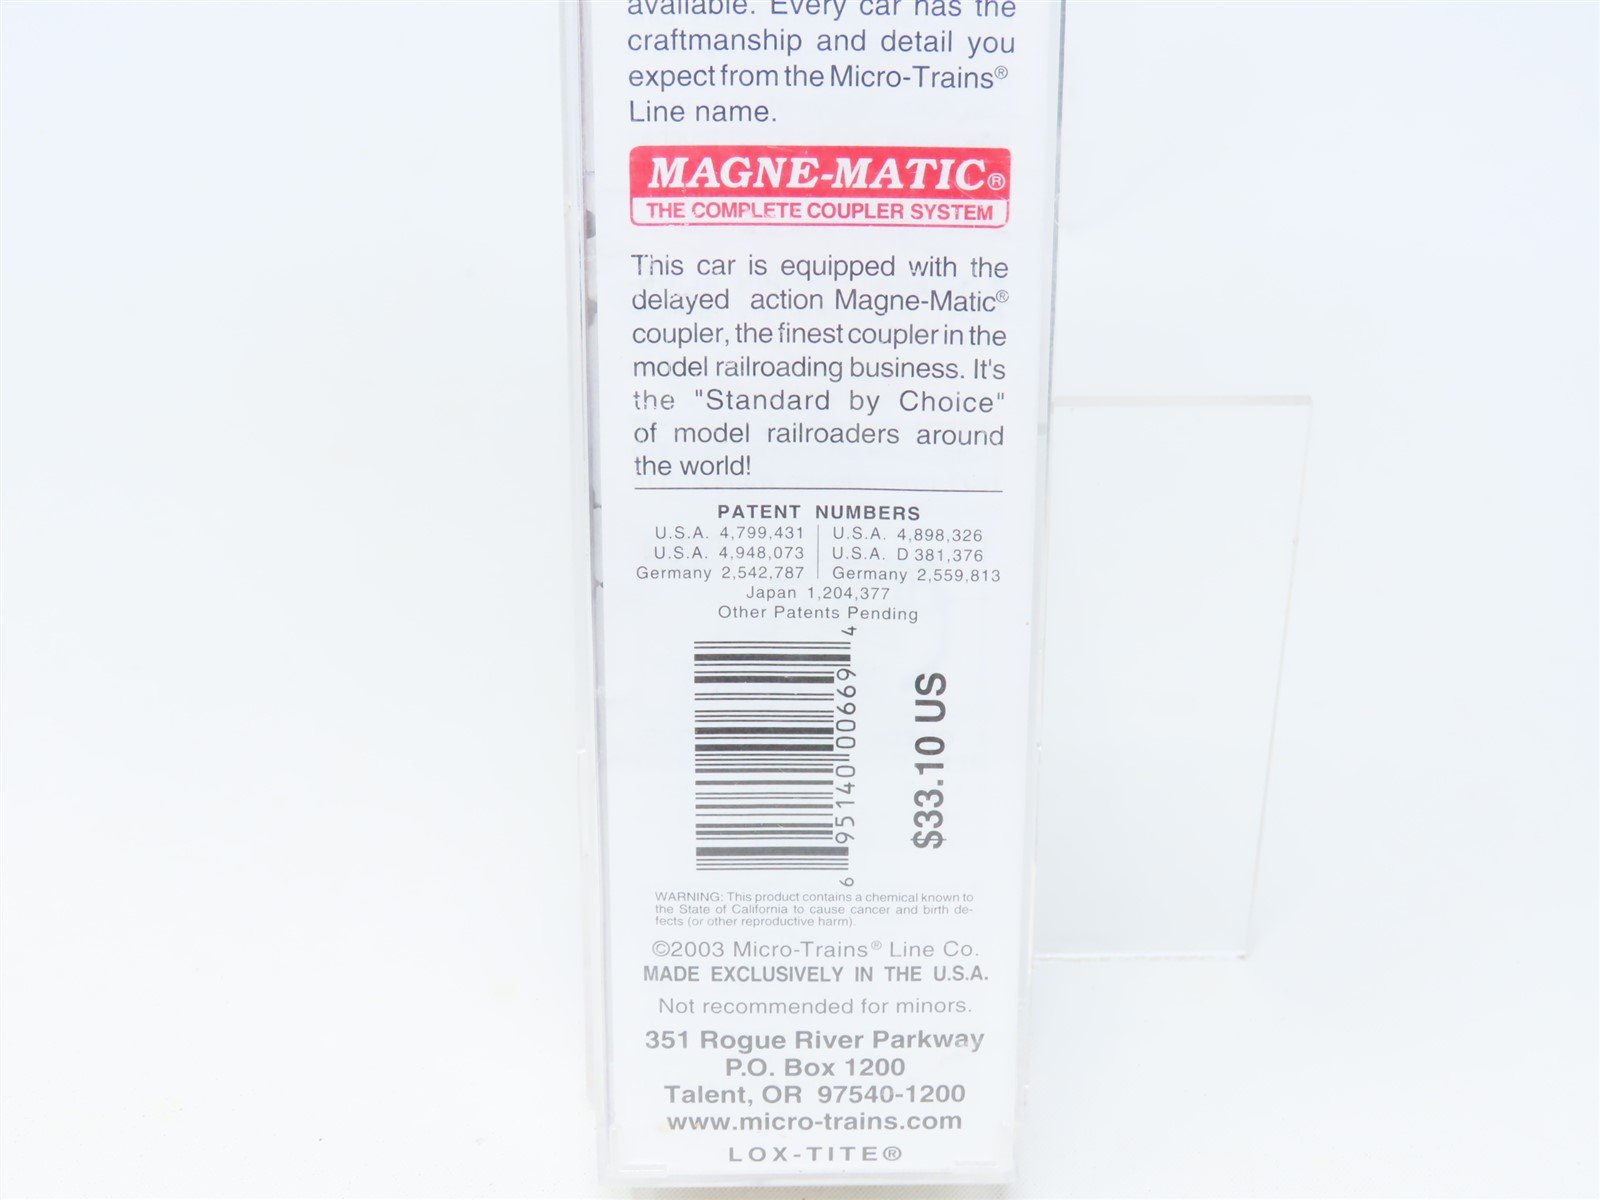 available. Every car has the
craftmanship and detail you
expect from the Micro-Trains®
Line name.
MAGNE-MATIC®
THE COMPLETE COUPLER SYSTEM
This car is equipped with the
delayed action Magne-Matic®
coupler, the finest coupler in the
model railroading business. It's
the "Standard by Choice"
of model railroaders around
the world!
PATENT NUMBERS
U.S.A. 4,799,431 | U.S.A. 4,898,326
U.S.A. 4,948,073 | U.S.A. D 381,376
Germany 2,542,787 | Germany 2,559,813
Japan 1,204,377
Other Patents Pending
6 95140 00669 4
$33.10 US
WARNING: This product contains a chemical known to
the State of California to cause cancer and birth de-
fects (or other reproductive harm).
©2003 Micro-Trains® Line Co.
MADE EXCLUSIVELY IN THE U.S.A.
Not recommended for minors.
351 Rogue River Parkway
P.O. Box 1200
Talent, OR 97540-1200
www.micro-trains.com
LOX-TITE®